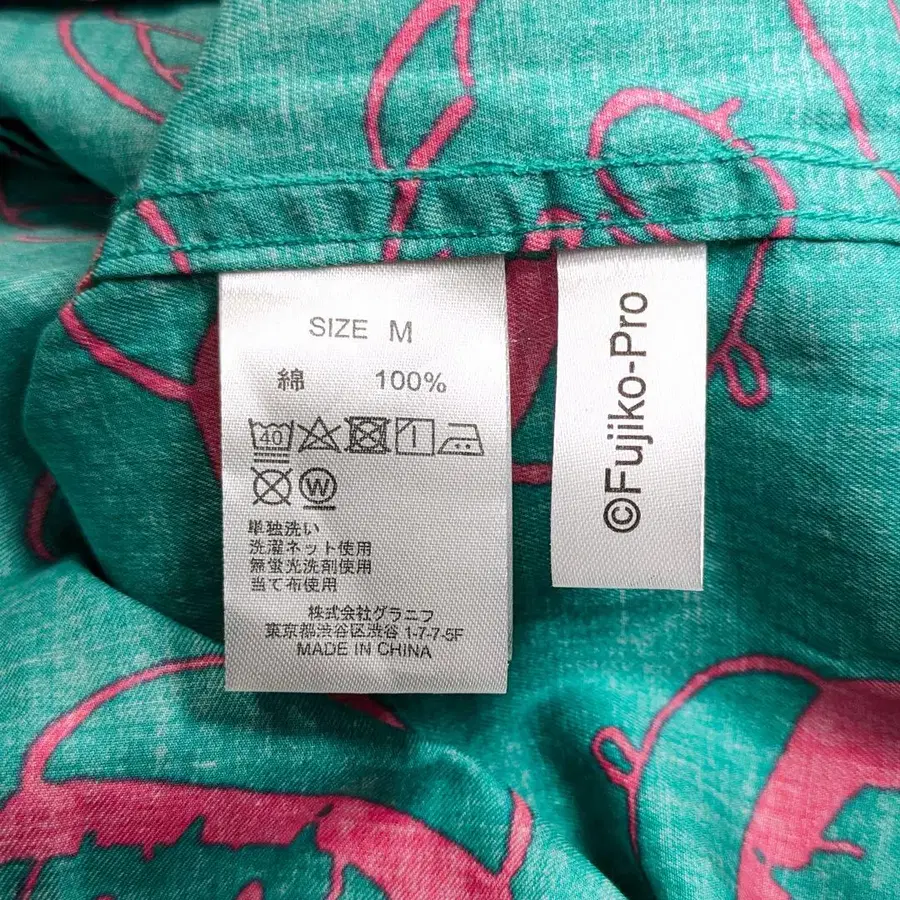 SIZE M
綿 100%
40
W
単独洗い
洗濯ネット使用
無蛍光洗剤使用
当て布使用
株式会社グラニフ
東京都渋谷区渋谷 1-7-7-5F
MADE IN CHINA
©Fujiko-Pro